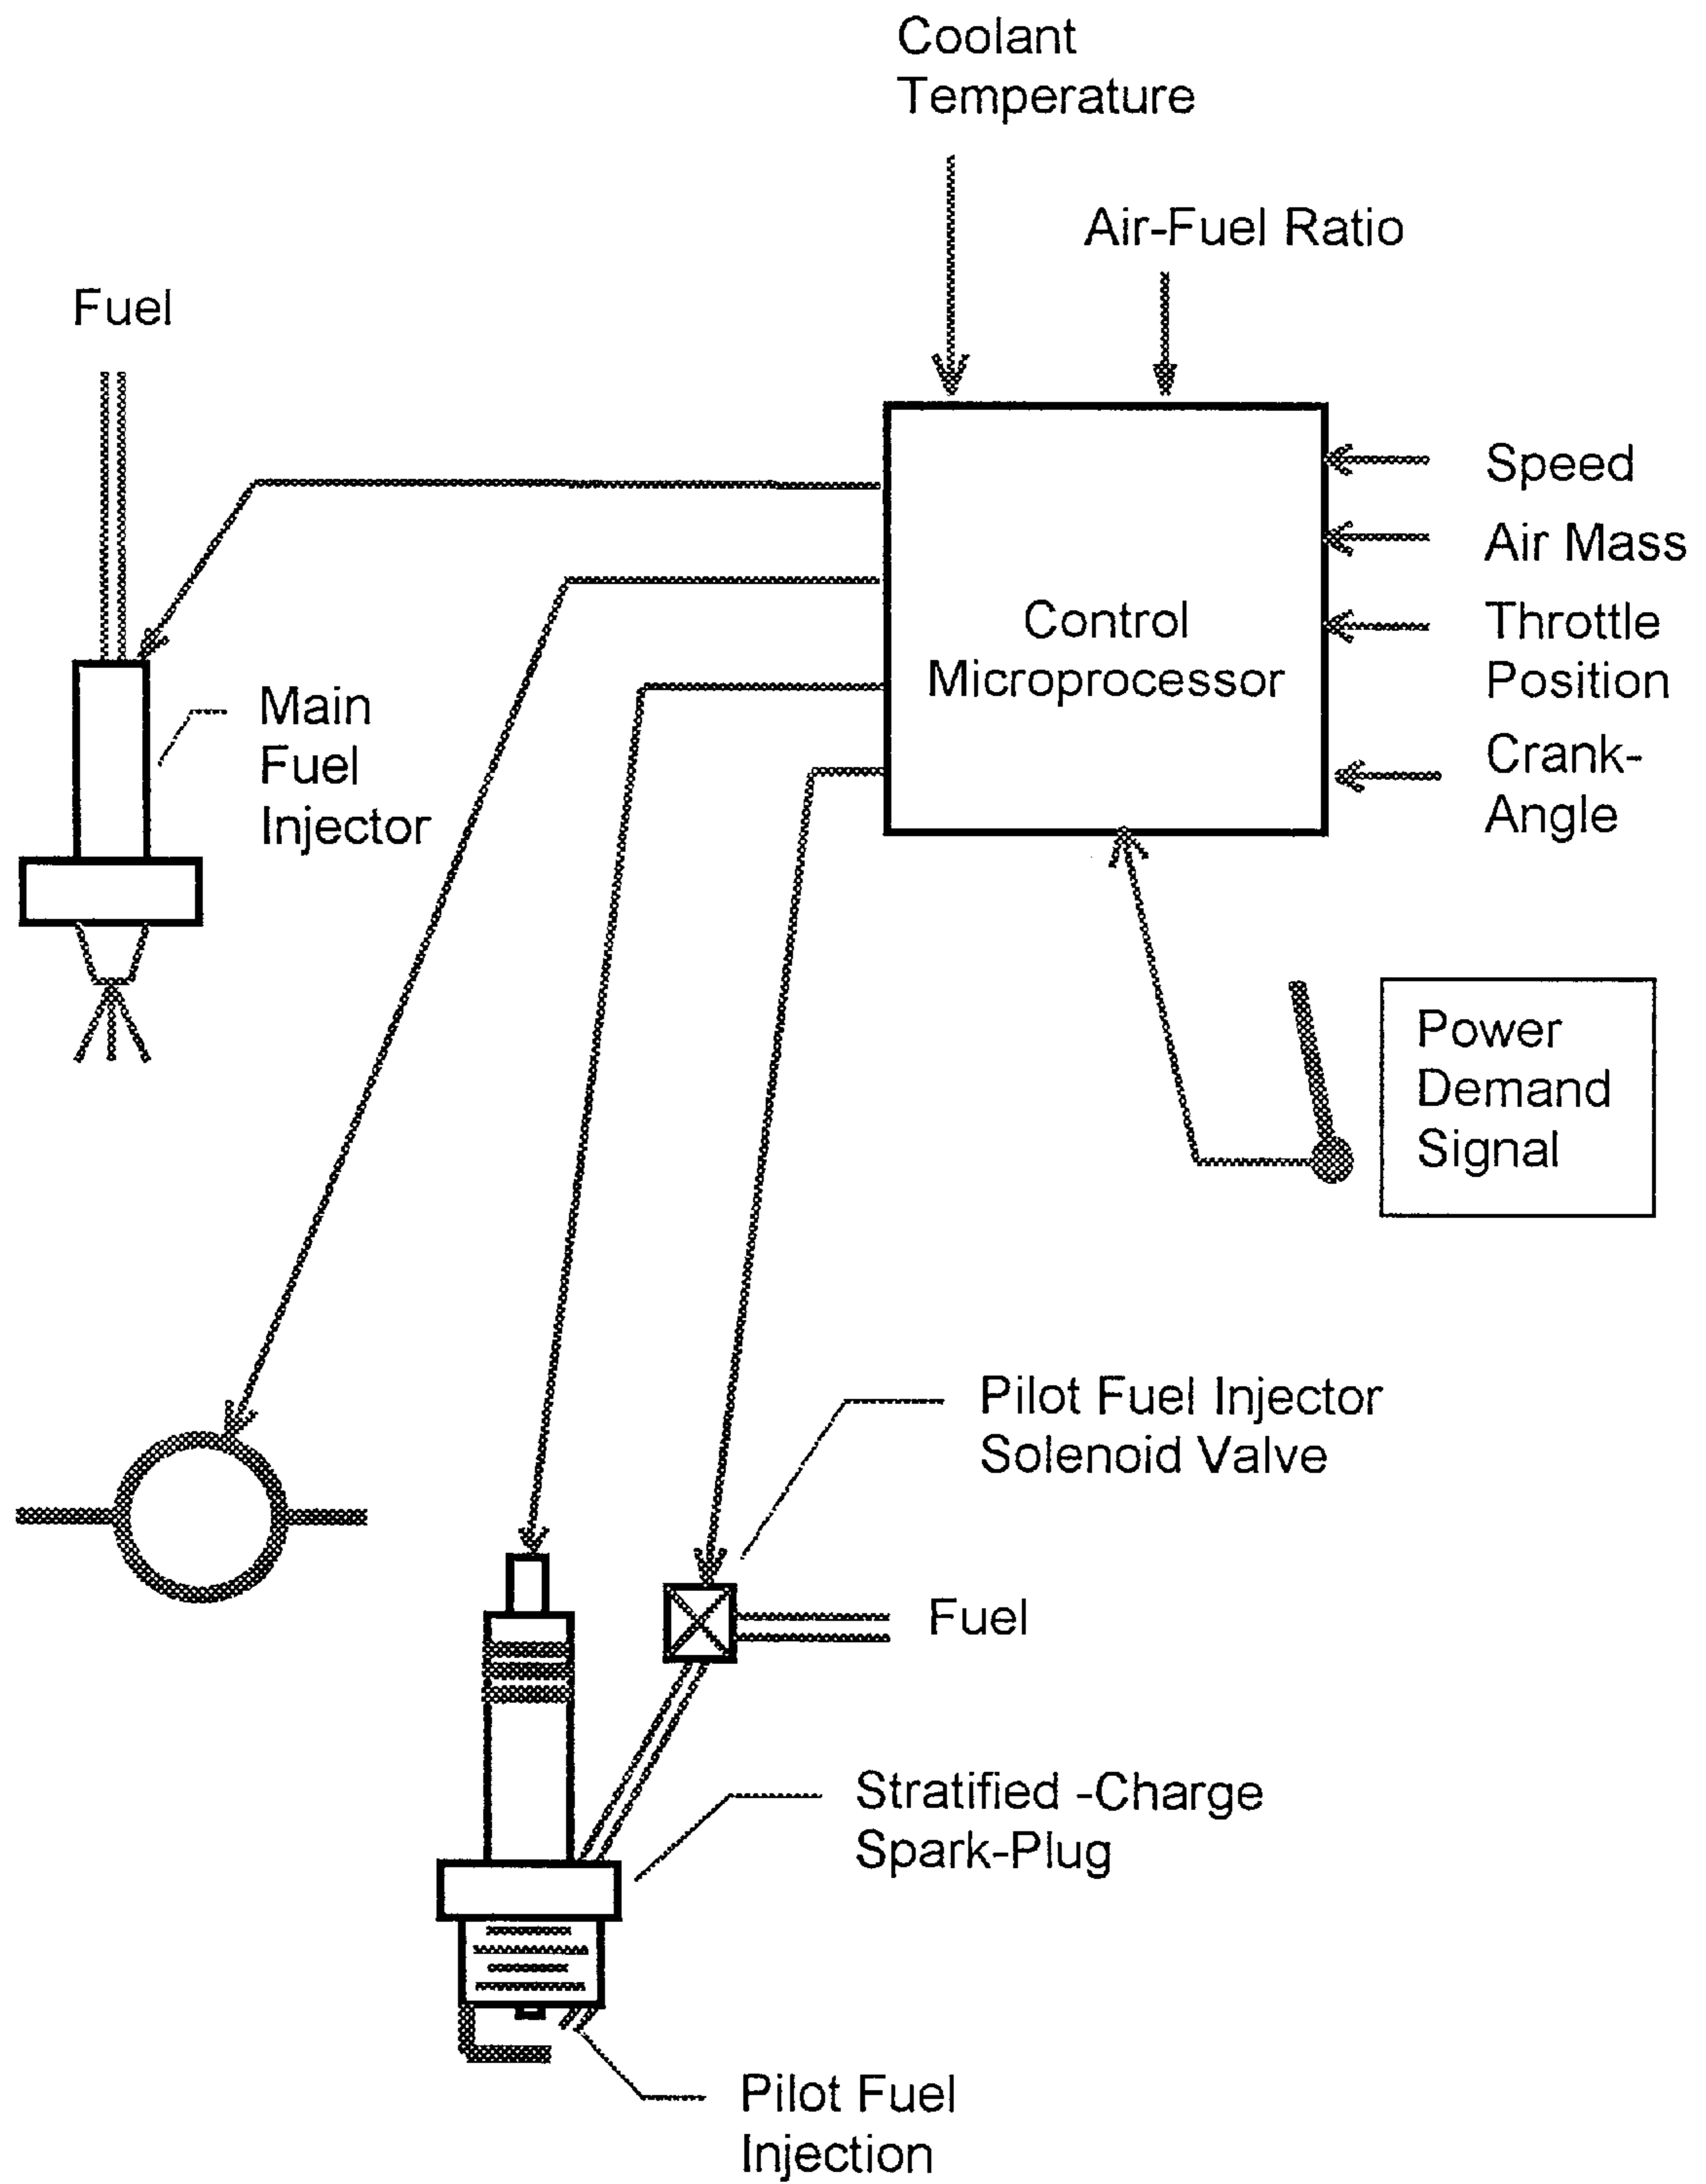 Coolant
Temperature
Air-Fuel Ratio
Fuel
Speed
Air Mass
Throttle
Position
Crank-
Angle
Control
Microprocessor
Main
Fuel
Injector
Power
Demand
Signal
Pilot Fuel Injector
Solenoid Valve
Fuel
Stratified -Charge
Spark-Plug
Pilot Fuel
Injection